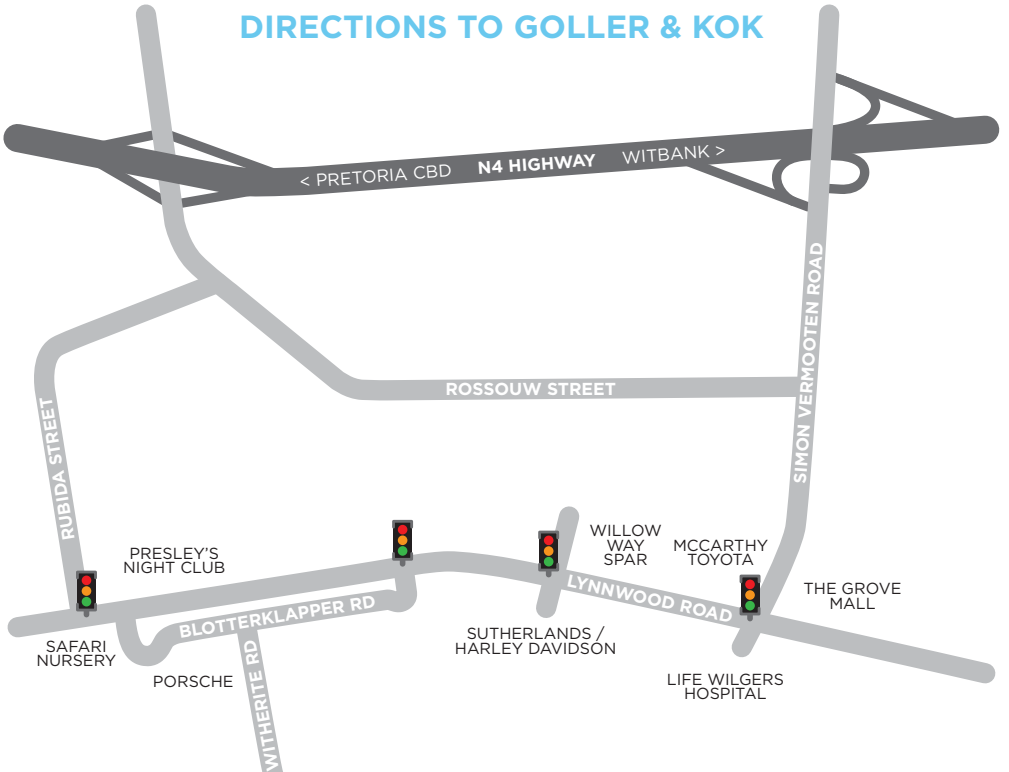 DIRECTIONS TO GOLLER & KOK
< PRETORIA CBD N4 HIGHWAY WITBANK >
SIMON VERMOOTEN ROAD
ROSSOUW STREET
RUBIDA STREET
PRESLEY'S
NIGHT CLUB
WILLOW
WAY
SPAR
MCCARTHY
TOYOTA
THE GROVE
MALL
LYNNWOOD ROAD
BLOTTERKLAPPER RD
SAFARI
NURSERY
SUTHERLANDS /
HARLEY DAVIDSON
PORSCHE
WITHERITE RD
LIFE WILGERS
HOSPITAL